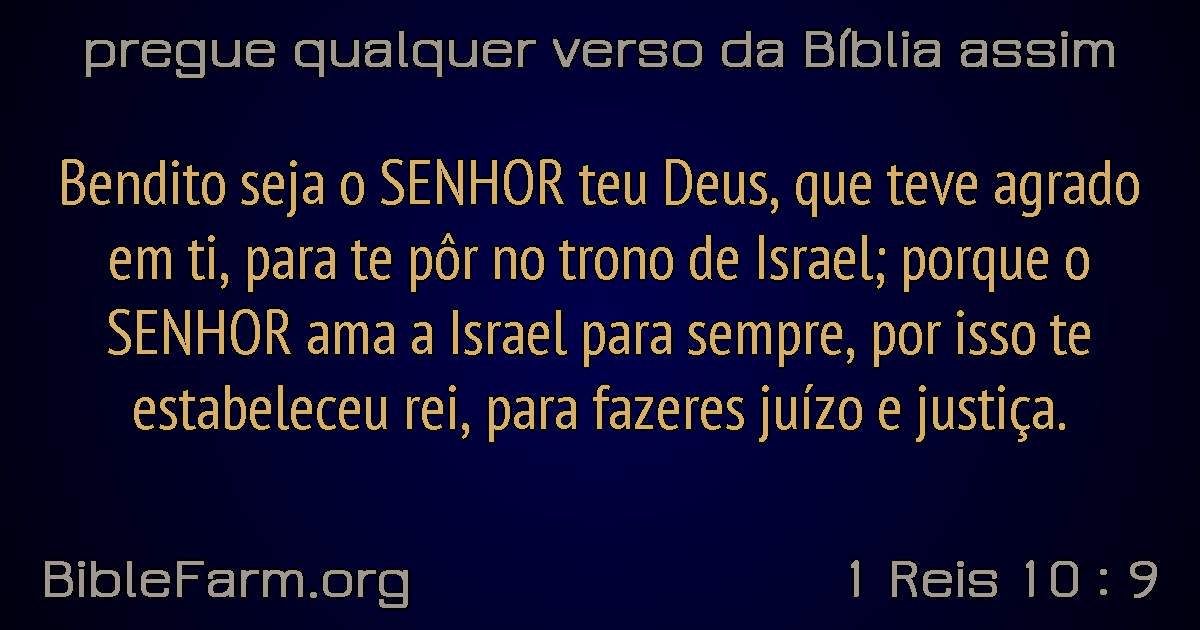 pregue qualquer verso da Bíblia assim
Bendito seja o SENHOR teu Deus, que teve agrado
em ti, para te pôr no trono de Israel; porque o
SENHOR ama a Israel para sempre, por isso te
estabeleceu rei, para fazeres juízo e justiça.
BibleFarm.org
1 Reis 10 : 9